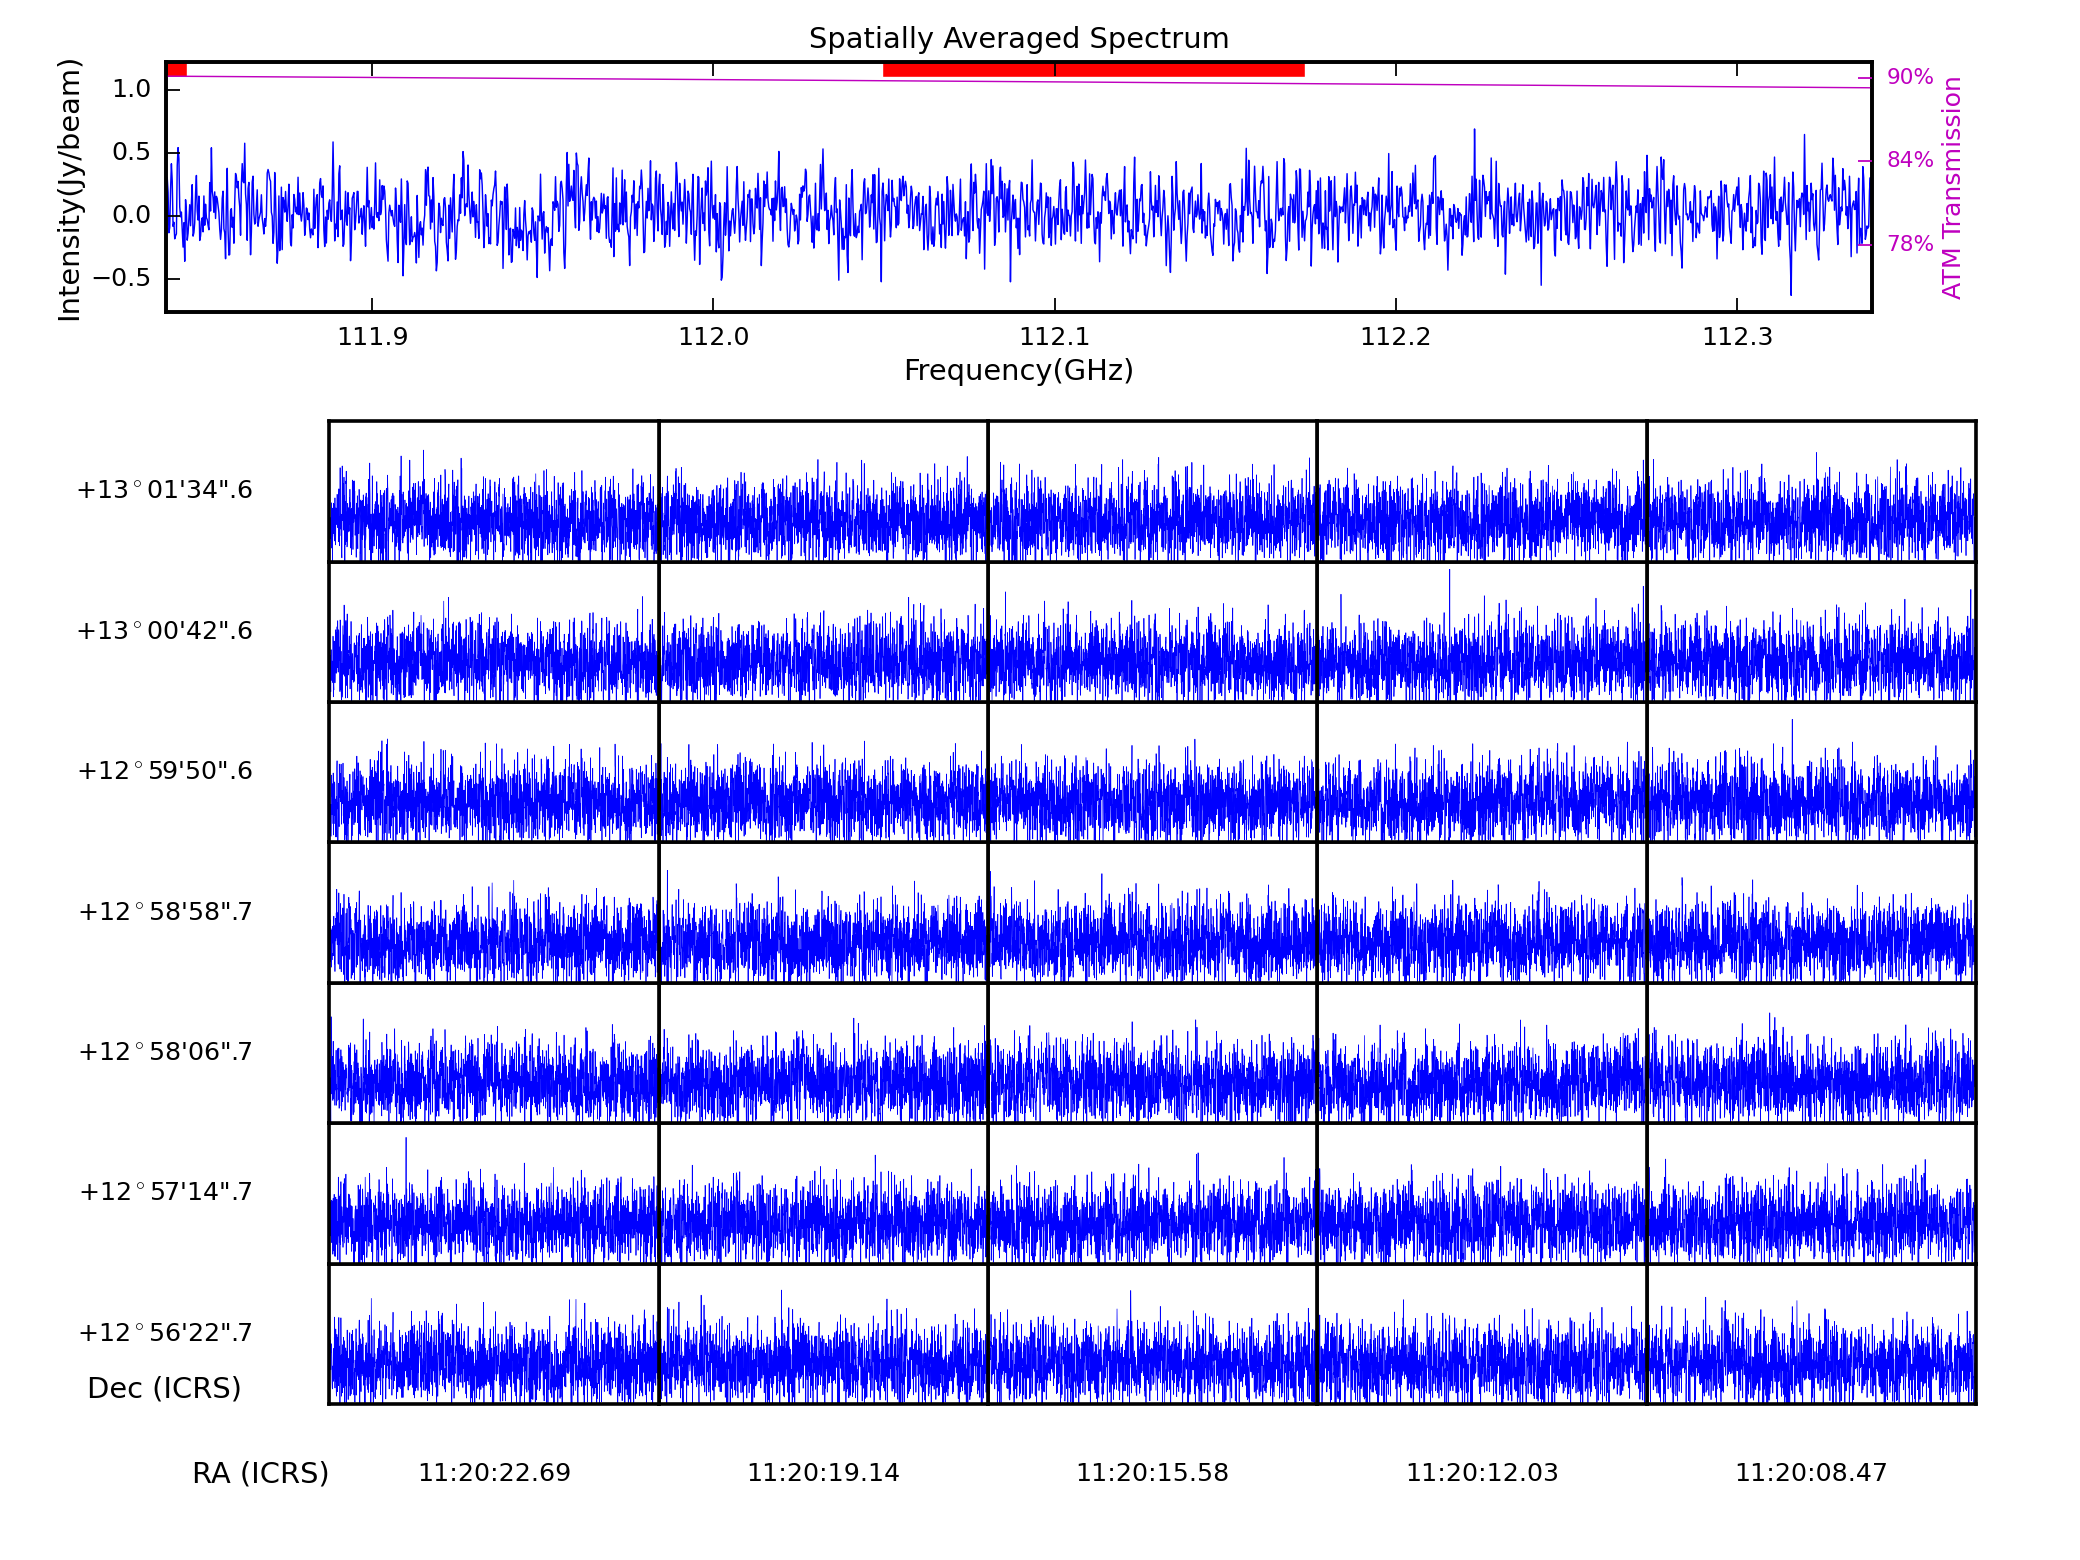 Spatially Averaged Spectrum
Intensity(Jy/beam)
1.0
0.5
0.0
−0.5
90%
84%
78%
ATM Transmission
111.9 112.0 112.1 112.2 112.3
Frequency(GHz)
+13°01'34".6
+13°00'42".6
+12°59'50".6
+12°58'58".7
+12°58'06".7
+12°57'14".7
+12°56'22".7
Dec (ICRS)
RA (ICRS) 11:20:22.69 11:20:19.14 11:20:15.58 11:20:12.03 11:20:08.47